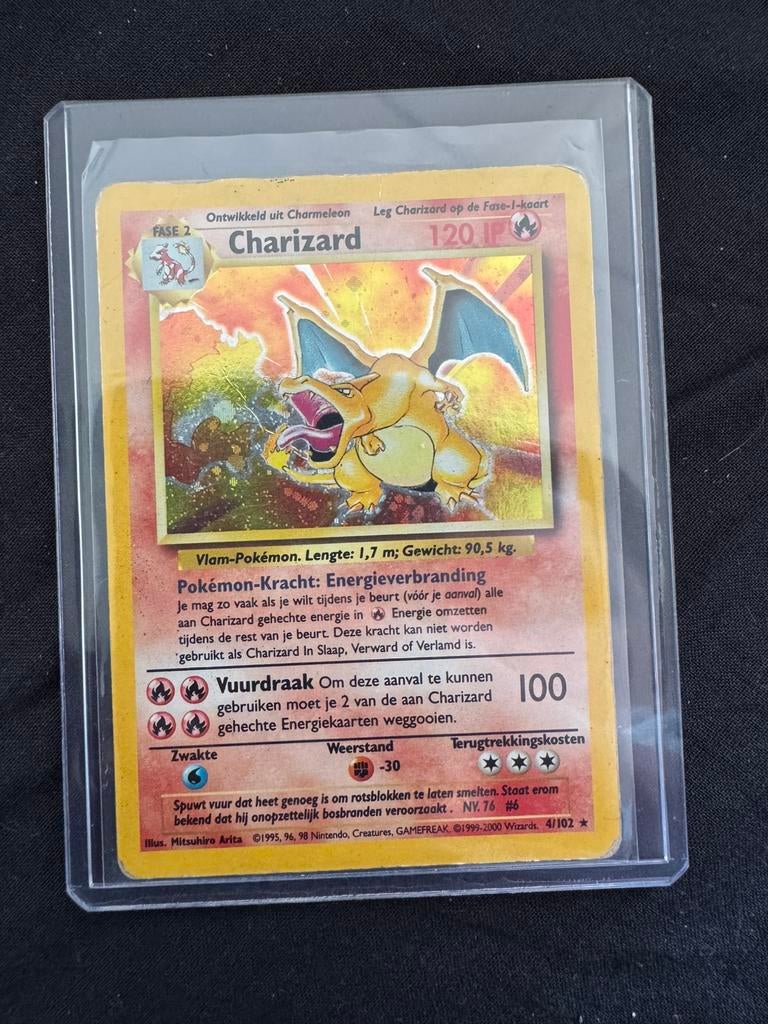 Ontwikkeld uit Charmeleon Leg Charizard op de Fase-1-kaart
FASE 2
Charizard 120 IP
Vlam-Pokémon. Lengte: 1,7 m; Gewicht: 90,5 kg.
Pokémon-Kracht: Energieverbranding
Je mag zo vaak als je wilt tijdens je beurt (vóór je aanval) alle
aan Charizard gehechte energie in Energie omzetten
tijdens de rest van je beurt. Deze kracht kan niet worden
gebruikt als Charizard In Slaap, Verward of Verlamd is.
Vuurdraak Om deze aanval te kunnen
gebruiken moet je 2 van de aan Charizard
gehechte Energiekaarten weggooien.
100
Zwakte Weerstand Terugtrekkingskosten
-30
Spuwt vuur dat heet genoeg is om rotsblokken te laten smelten. Staat erom
bekend dat hij onopzettelijk bosbranden veroorzaakt. NV. 76 #6
Illus. Mitsuhiro Arita ©1995, 96, 98 Nintendo, Creatures, GAMEFREAK. ©1999-2000 Wizards. 4/102 ★